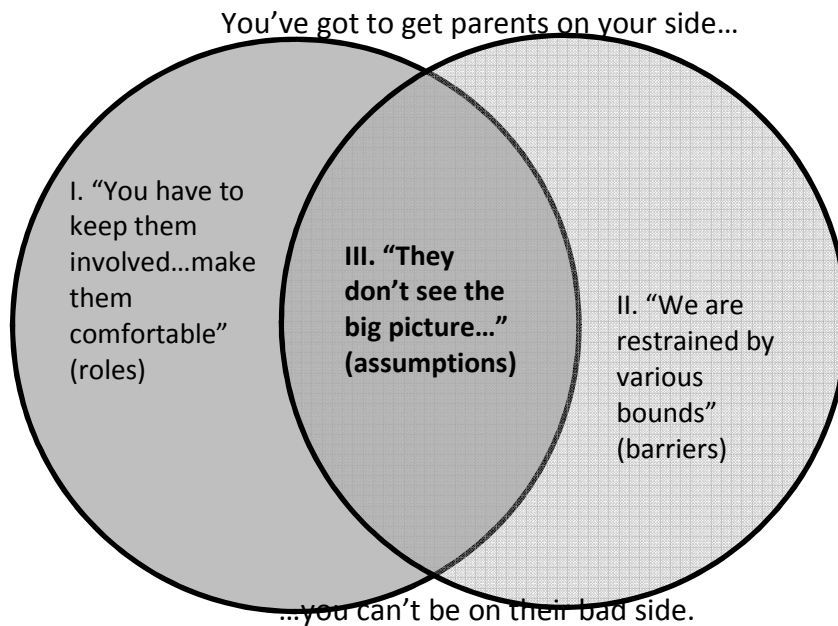 You’ve got to get parents on your side…
I. “You have to
keep them
involved…make
them
comfortable”
(roles)
III. “They
don’t see the
big picture…”
(assumptions)
II. “We are
restrained by
various
bounds”
(barriers)
…you can’t be on their bad side.